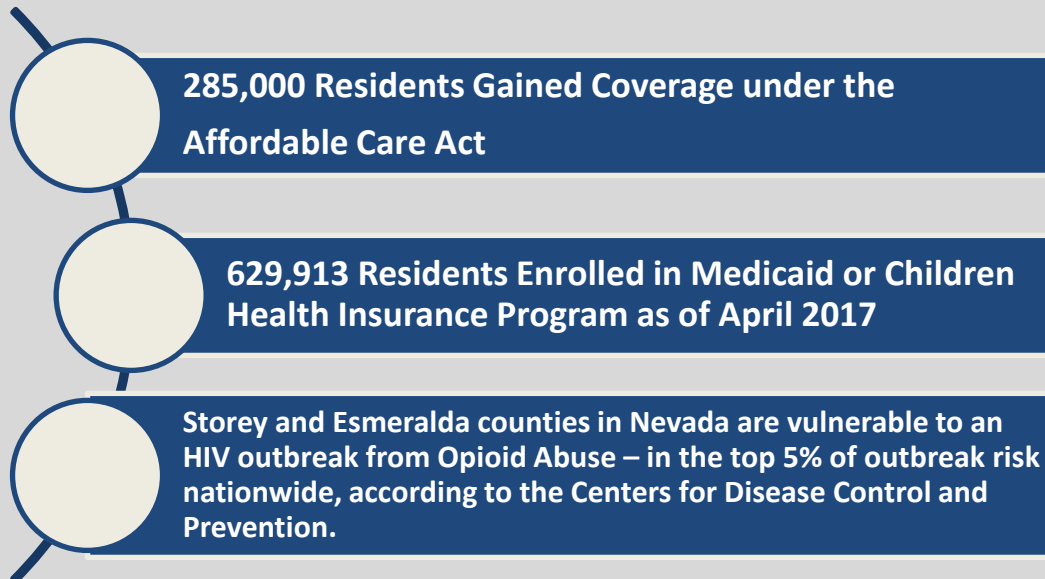 285,000 Residents Gained Coverage under the
Affordable Care Act
629,913 Residents Enrolled in Medicaid or Children
Health Insurance Program as of April 2017
Storey and Esmeralda counties in Nevada are vulnerable to an
HIV outbreak from Opioid Abuse – in the top 5% of outbreak risk
nationwide, according to the Centers for Disease Control and
Prevention.